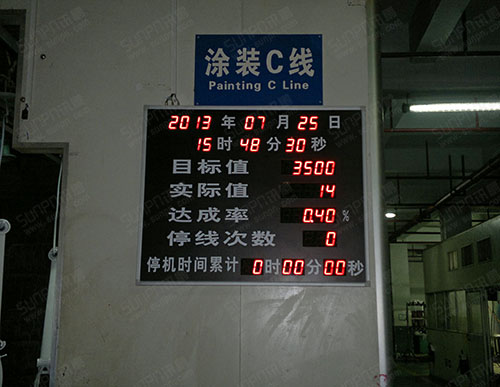 涂装C线
Painting C Line
2013 年 07 月 25 日
15 时 48 分 30 秒
目标值 3500
实际值 14
达成率 0.40 %
停线次数 0
停机时间累计 0 时 00 分 00 秒